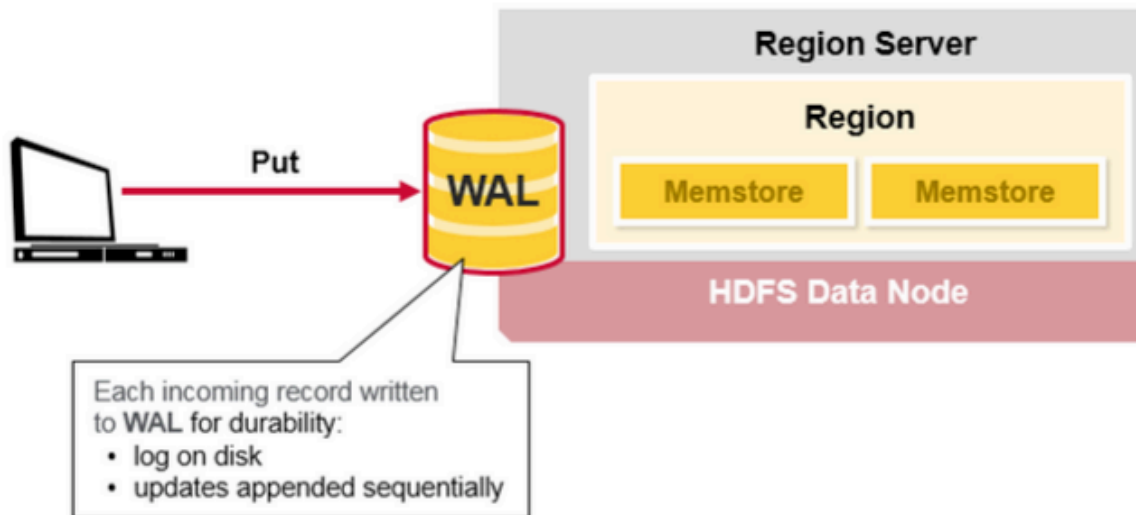 Region Server
Region
Put
WAL
Memstore
Memstore
HDFS Data Node
Each incoming record written
to WAL for durability:
• log on disk
• updates appended sequentially